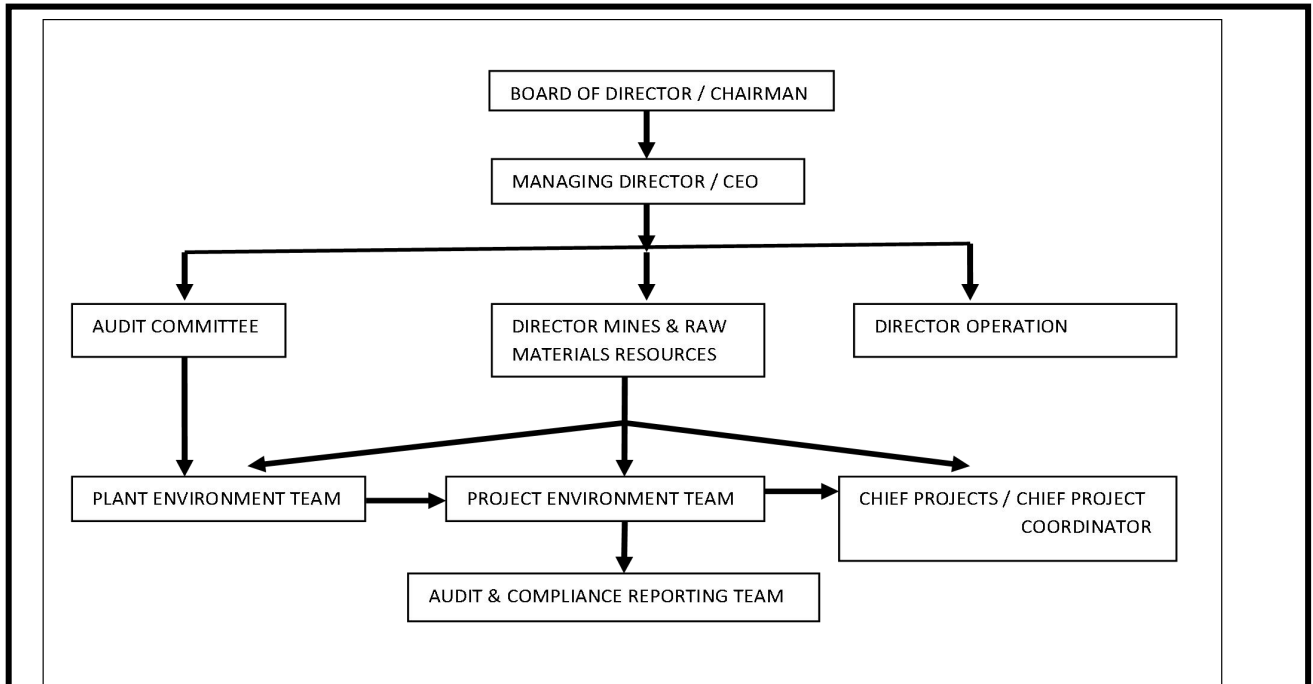 BOARD OF DIRECTOR / CHAIRMAN
MANAGING DIRECTOR / CEO
AUDIT COMMITTEE
DIRECTOR MINES & RAW
MATERIALS RESOURCES
DIRECTOR OPERATION
PLANT ENVIRONMENT TEAM
PROJECT ENVIRONMENT TEAM
CHIEF PROJECTS / CHIEF PROJECT
COORDINATOR
AUDIT & COMPLIANCE REPORTING TEAM